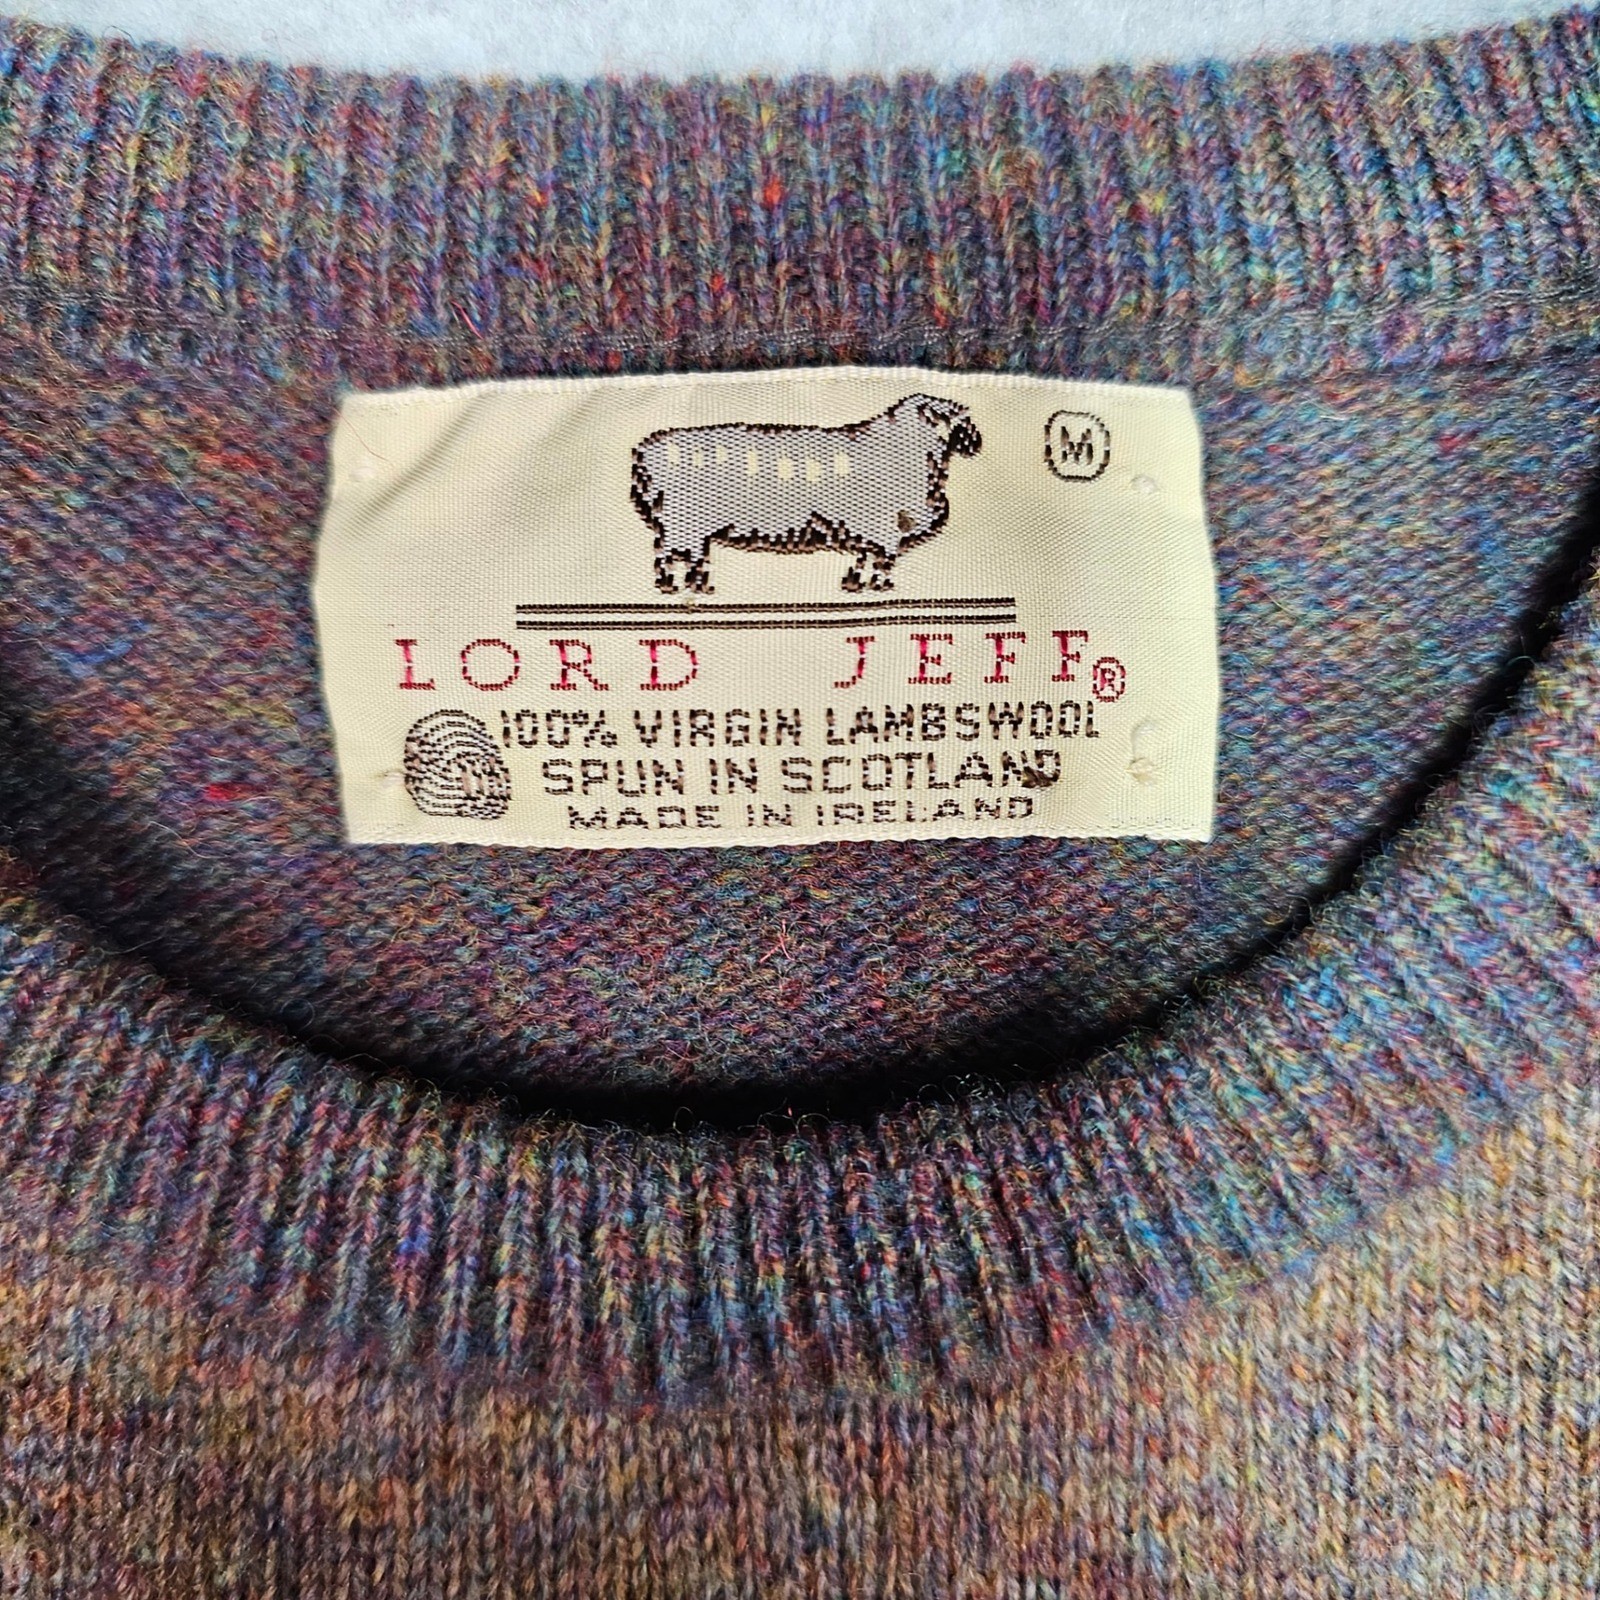 M
LORD JEFF®
100% VIRGIN LAMBSWOOL
SPUN IN SCOTLAND
MADE IN IRELAND